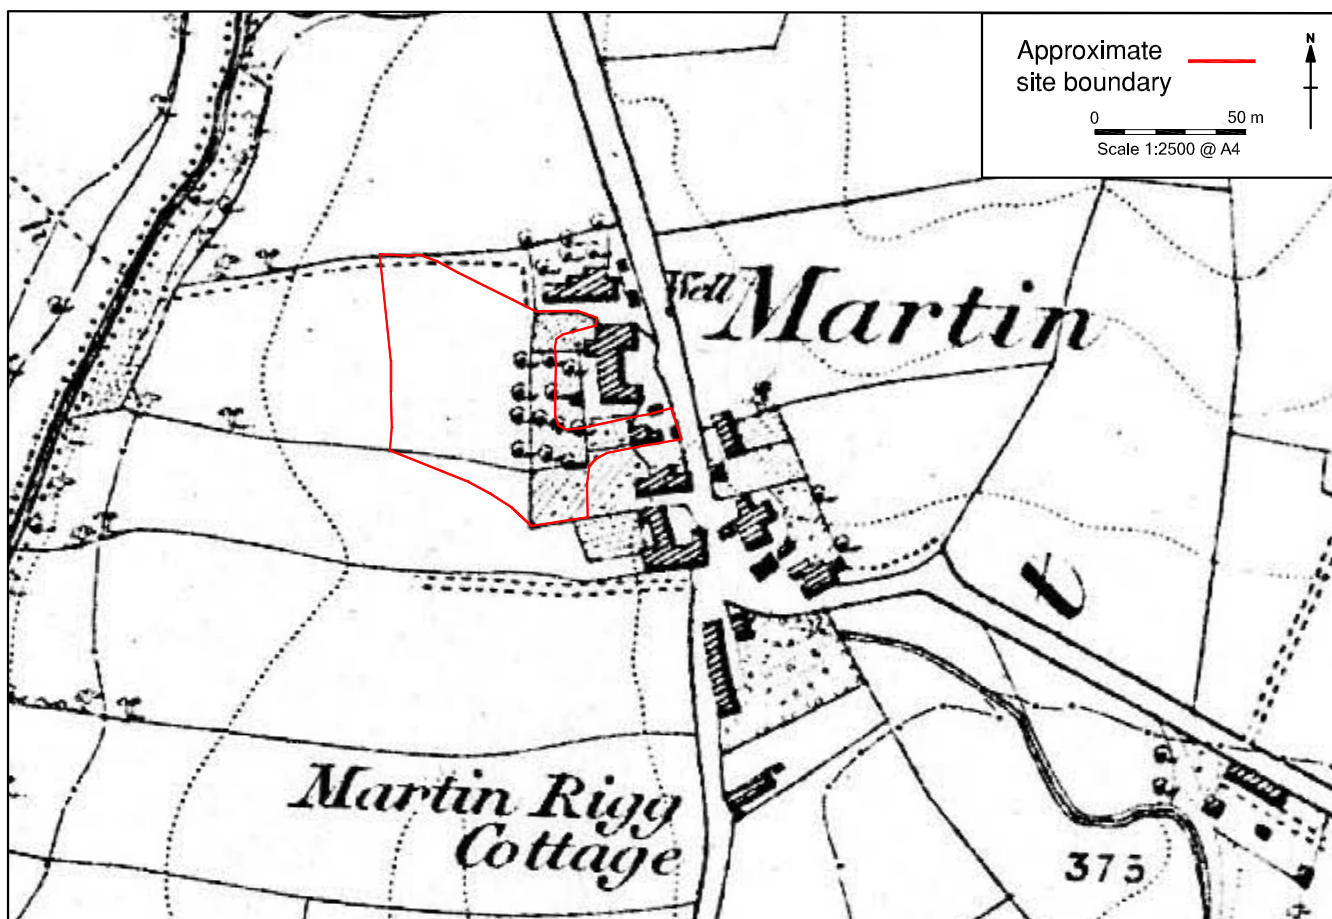 Approximate
site boundary
N
0 50 m
Scale 1:2500 @ A4
Well
Martin
Martin Rigg
Cottage
375